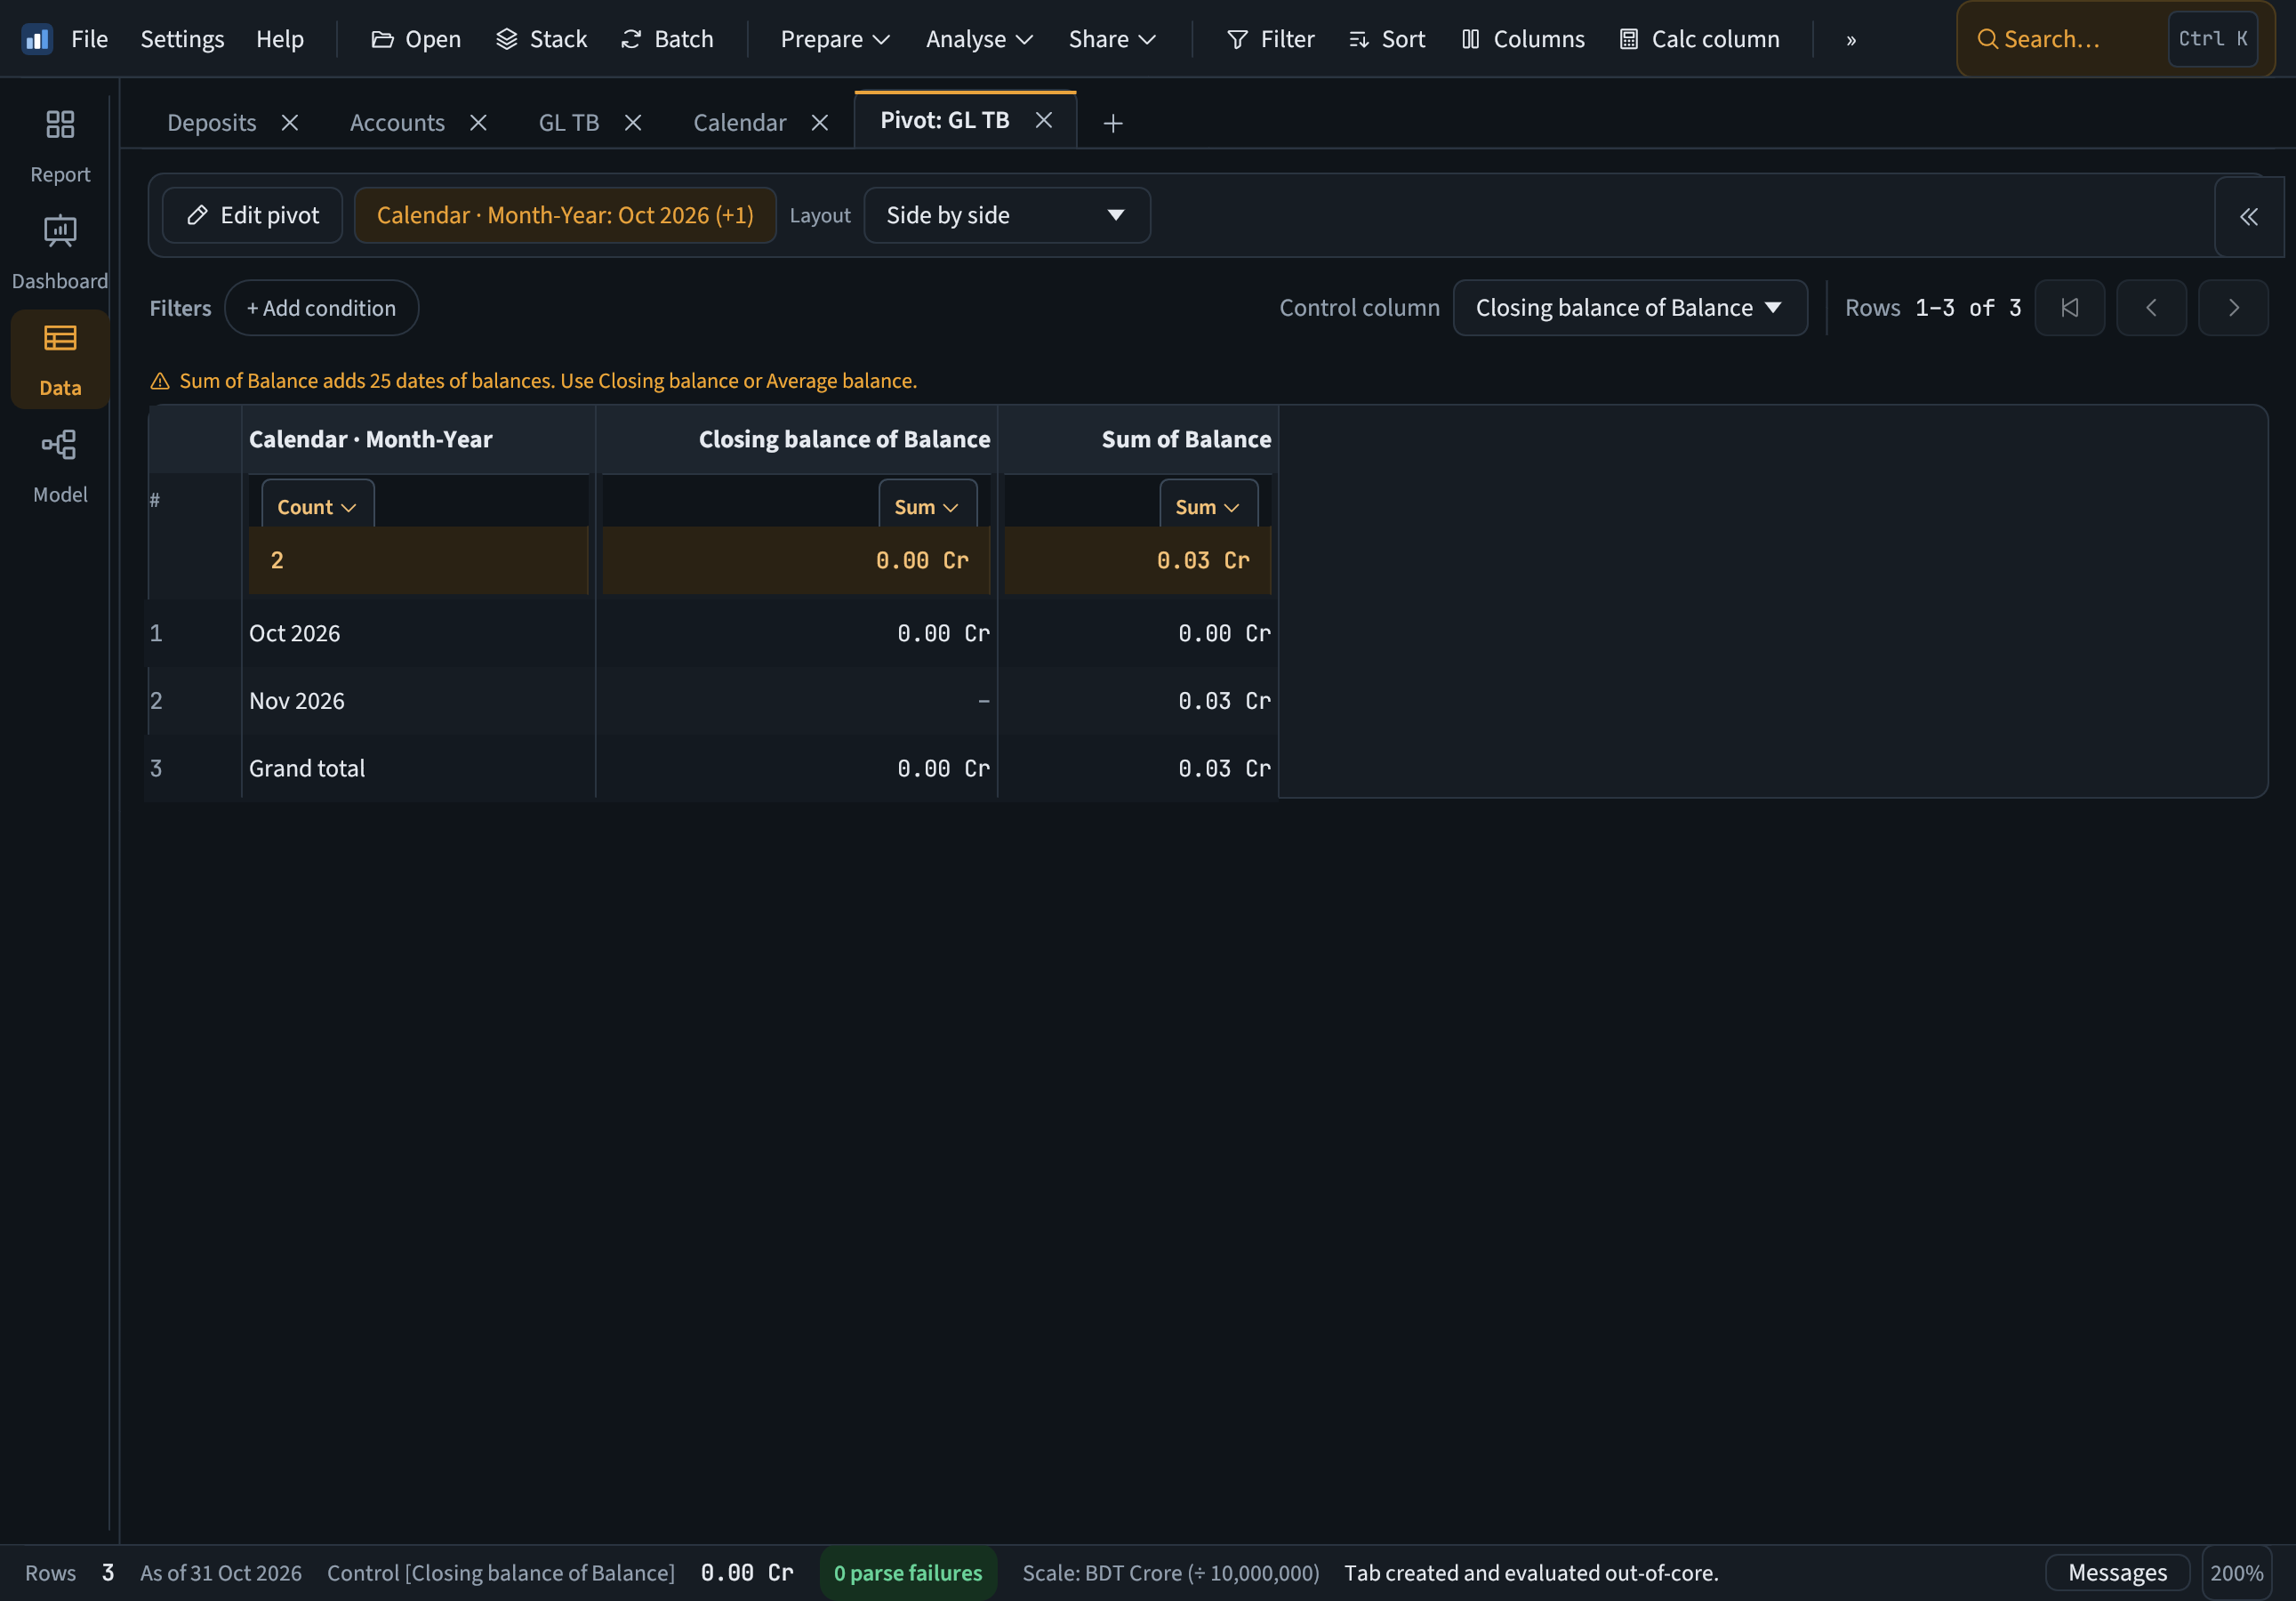 File Settings Help Open Stack Batch Prepare Analyse Share Filter Sort Columns Calc column » Search… Ctrl K
Deposits Accounts GL TB Calendar Pivot: GL TB
Report
Dashboard
Data
Model
Edit pivot Calendar · Month-Year: Oct 2026 (+1) Layout Side by side
Filters + Add condition Control column Closing balance of Balance Rows 1–3 of 3
Sum of Balance adds 25 dates of balances. Use Closing balance or Average balance.
Calendar · Month-Year Closing balance of Balance Sum of Balance
# Count Sum Sum
2 0.00 Cr 0.03 Cr
1 Oct 2026 0.00 Cr 0.00 Cr
2 Nov 2026 – 0.03 Cr
3 Grand total 0.00 Cr 0.03 Cr
Rows 3 As of 31 Oct 2026 Control [Closing balance of Balance] 0.00 Cr 0 parse failures Scale: BDT Crore (÷ 10,000,000) Tab created and evaluated out-of-core. Messages 200%